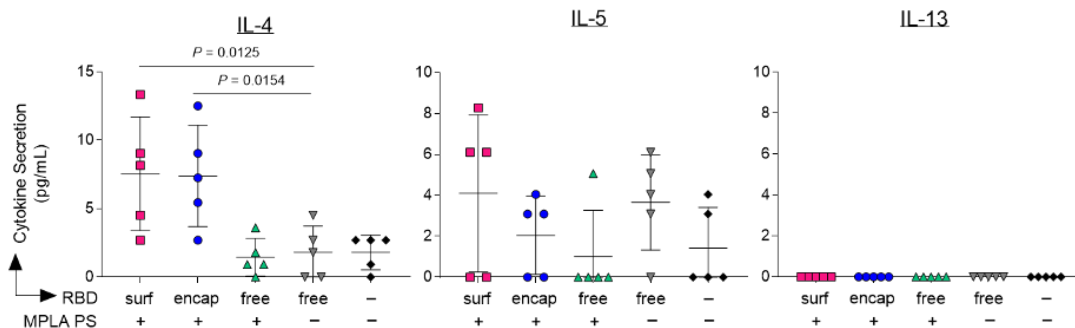 IL-4
IL-5
IL-13
P = 0.0125
P = 0.0154
Cytokine Secretion
(pg/mL)
15
10
5
0
10
8
6
4
2
0
10
8
6
4
2
0
RBD surf encap free free – surf encap free free – surf encap free free –
MPLA PS + + + – – + + + – – + + + – –